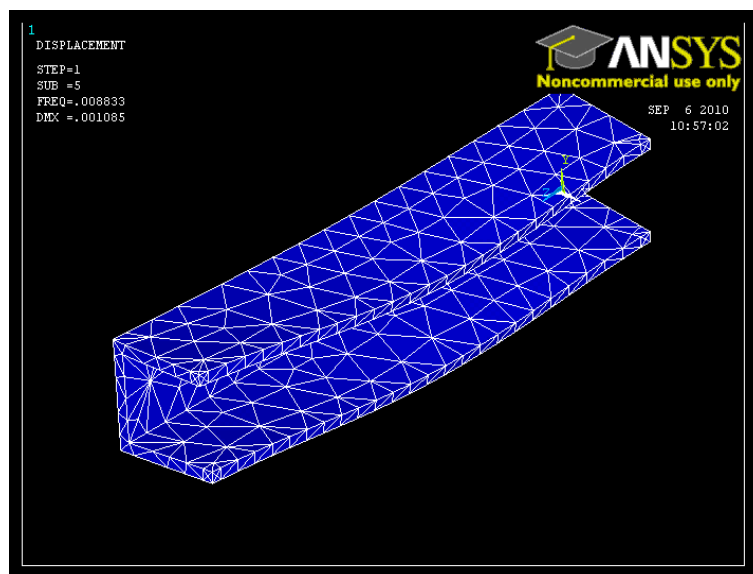 1
DISPLACEMENT
STEP=1
SUB =5
FREQ=.008833
DMX =.001085
ANSYS
Noncommercial use only
SEP 6 2010
10:57:02
Y
Z